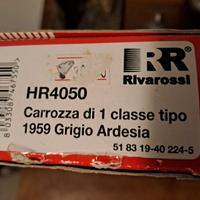 RR
Rivarossi
HR4050
Carrozza di 1 classe tipo
1959 Grigio Ardesia
51 83 19-40 224-5